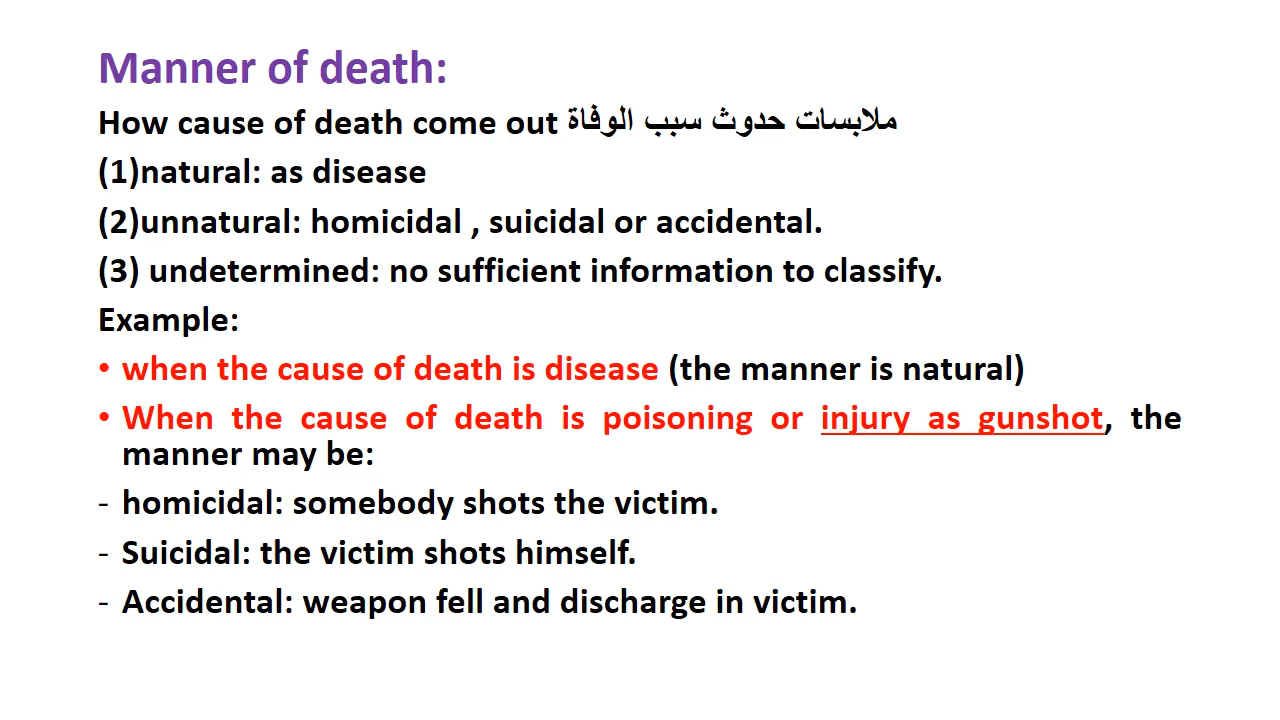 Manner of death:
How cause of death come out ملابسات حدوث سبب الوفاة
(1)natural: as disease
(2)unnatural: homicidal , suicidal or accidental.
(3) undetermined: no sufficient information to classify.
Example:
• when the cause of death is disease (the manner is natural)
• When the cause of death is poisoning or injury as gunshot, the
manner may be:
- homicidal: somebody shots the victim.
- Suicidal: the victim shots himself.
- Accidental: weapon fell and discharge in victim.